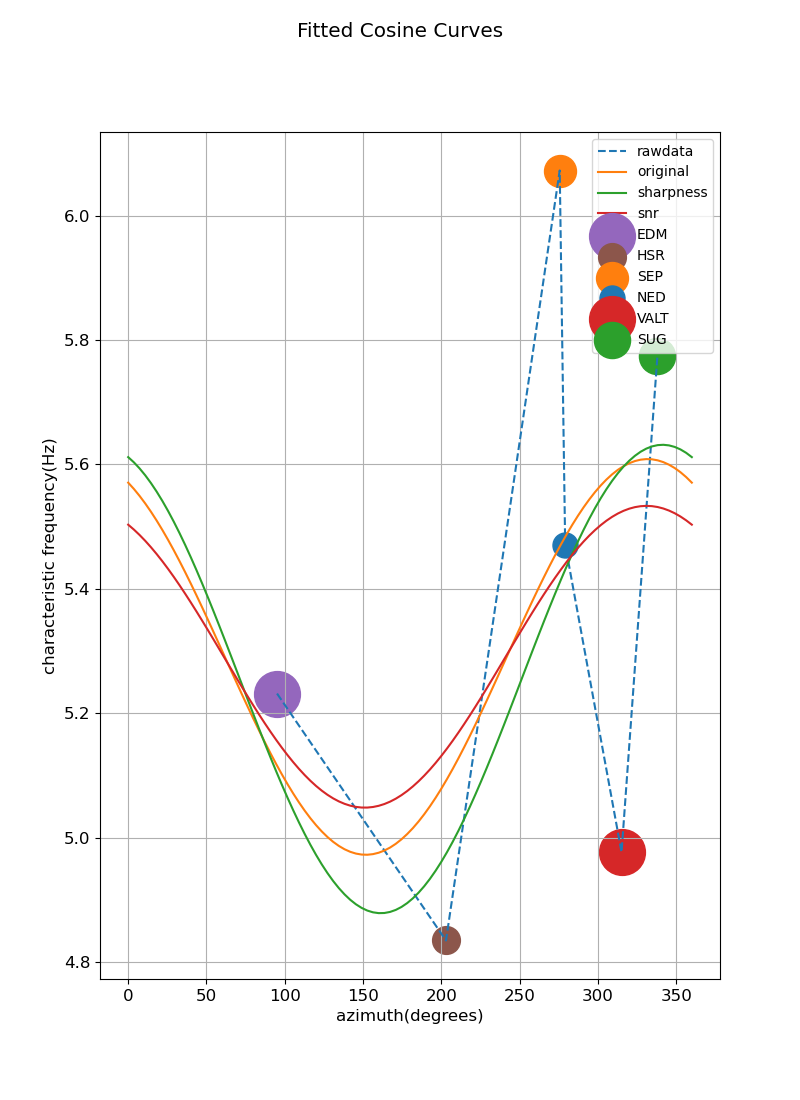 Fitted Cosine Curves
rawdata
original
sharpness
snr
EDM
HSR
SEP
NED
VALT
SUG
characteristic frequency(Hz)
6.0
5.8
5.6
5.4
5.2
5.0
4.8
0 50 100 150 200 250 300 350
azimuth(degrees)